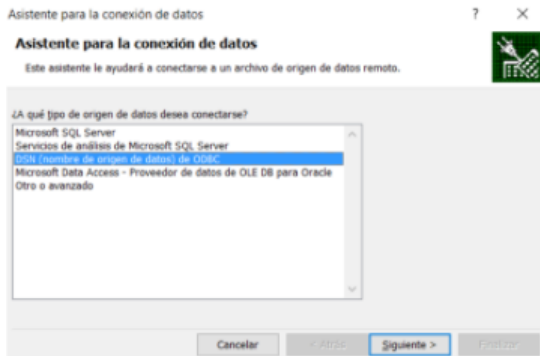 Asistente para la conexión de datos
?
Asistente para la conexión de datos
Este asistente le ayudará a conectarse a un archivo de origen de datos remoto.
¿A qué tipo de origen de datos desea conectarse?
Microsoft SQL Server
Servicios de análisis de Microsoft SQL Server
DSN (nombre de origen de datos) de ODBC
Microsoft Data Access - Proveedor de datos de OLE DB para Oracle
Otro o avanzado
Cancelar
< Atrás
Siguiente >
Finalizar